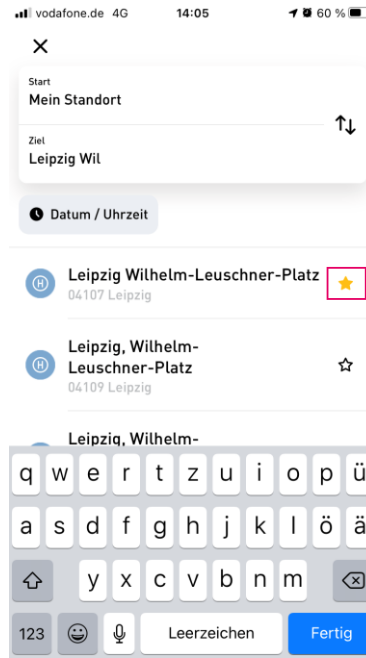 vodafone.de 4G 14:05 60 %
Start
Mein Standort
Ziel
Leipzig Wil
Datum / Uhrzeit
H Leipzig Wilhelm-Leuschner-Platz
04107 Leipzig
Leipzig, Wilhelm-
H Leuschner-Platz
04109 Leipzig
Leipzig, Wilhelm-
q w e r t z u i o p ü
a s d f g h j k l ö ä
y x c v b n m
123 Leerzeichen Fertig